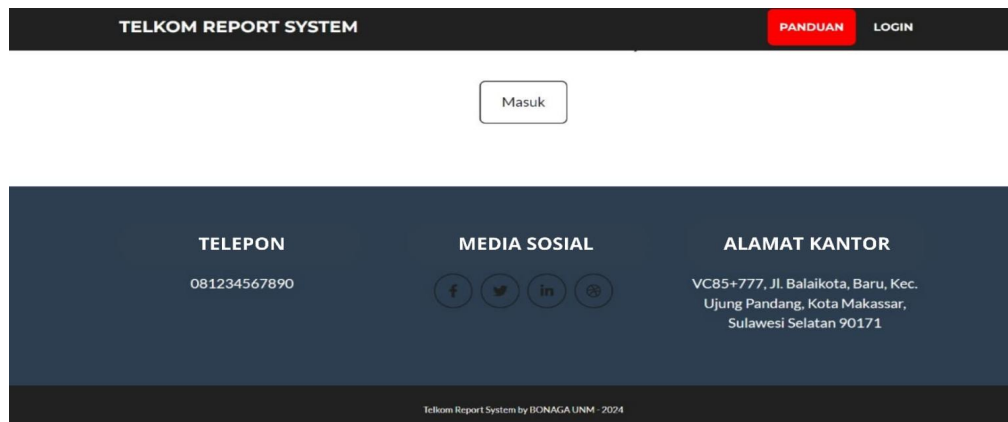 TELKOM REPORT SYSTEM
PANDUAN
LOGIN
Masuk
TELEPON
081234567890
MEDIA SOSIAL
ALAMAT KANTOR
VC85+777, Jl. Balaikota, Baru, Kec.
Ujung Pandang, Kota Makassar,
Sulawesi Selatan 90171
Telkom Report System by BONAGA UNM - 2024